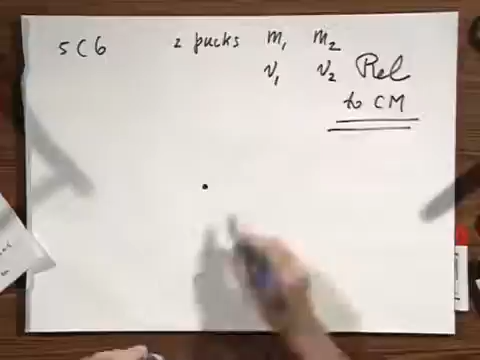 5C6 2 pucks m₁ m₂
v₁ v₂ Rel
to CM